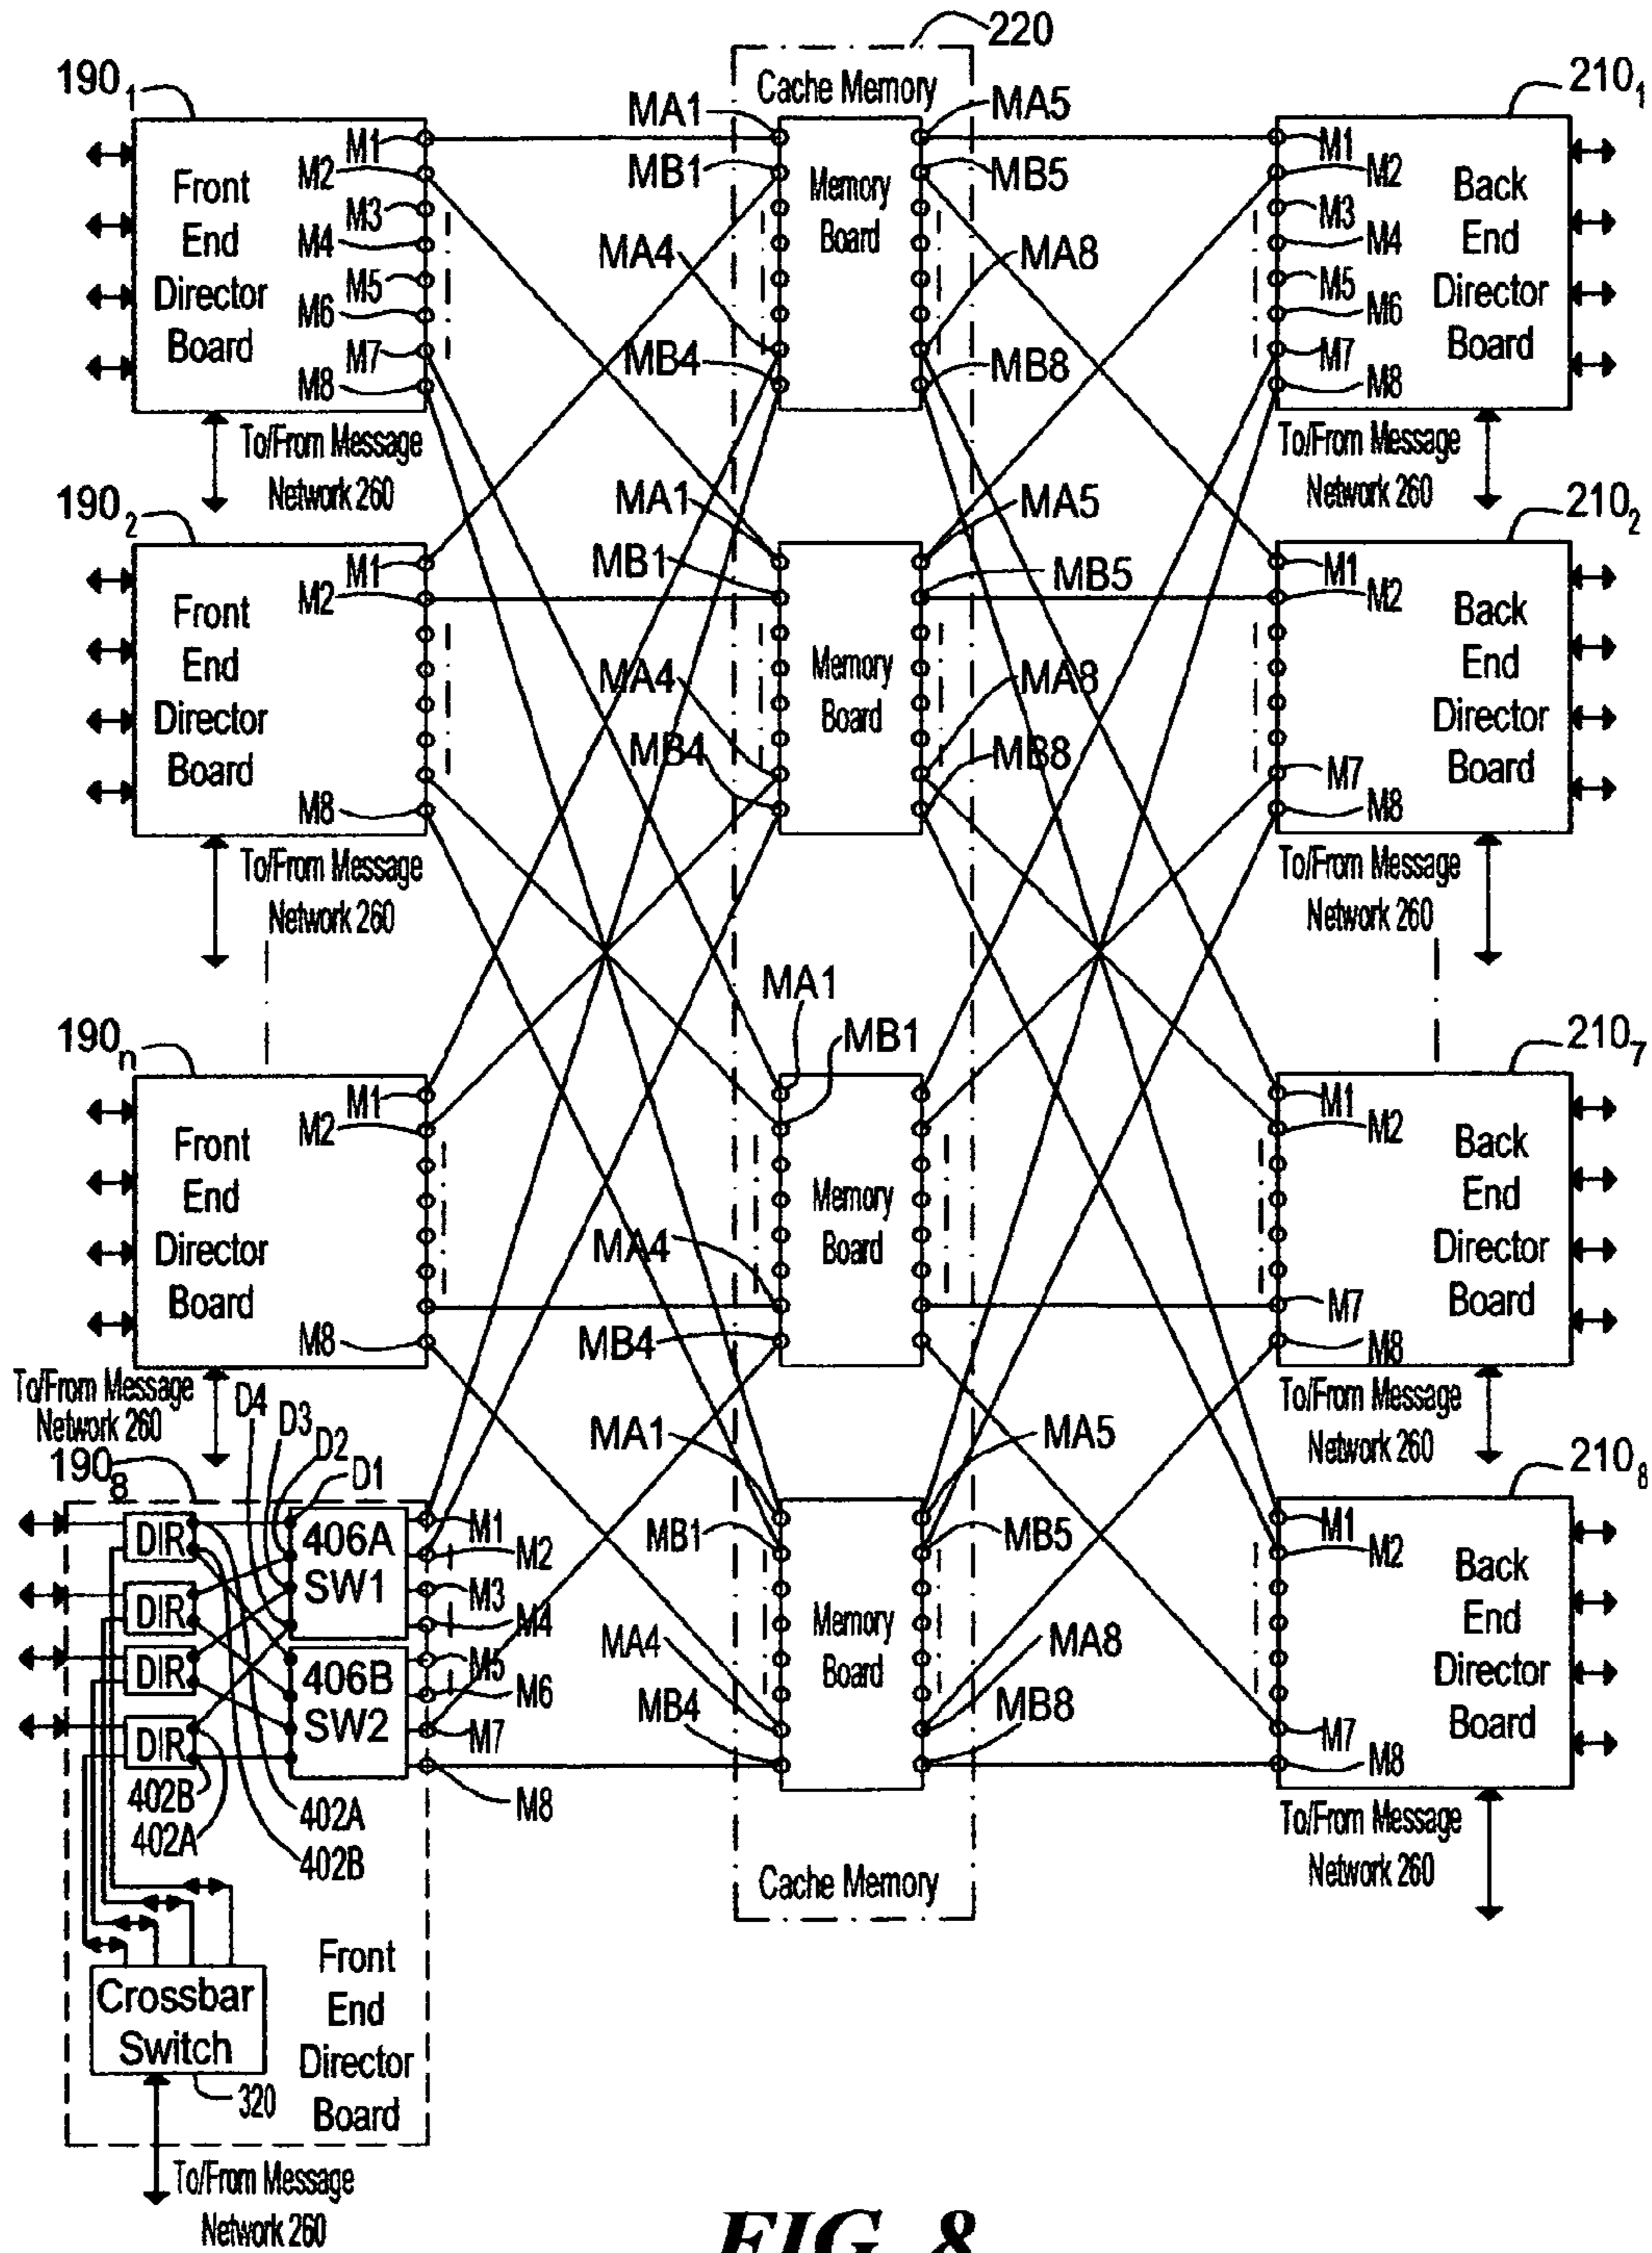 220
190 1
Cache Memory
210 1
MA1
MA5
M1
M2
M3
M4
M5
M6
M7
M8
Front
End
Director
Board
MB1
MB5
Memory
Board
MA4
MA8
MB4
MB8
M1
M2
M3
M4
M5
M6
M7
M8
Back
End
Director
Board
To/From Message
Network 260
To/From Message
Network 260
190 2
MA1
MA5
210 2
Front
End
Director
Board
M1
M2
M8
MB1
MB5
Memory
Board
MA4
MA8
MB4
MB8
M1
M2
M7
M8
Back
End
Director
Board
To/From Message
Network 260
To/From Message
Network 260
190 n
MA1
MB1
210 7
Front
End
Director
Board
M1
M2
M8
Memory
Board
MA4
MB4
M1
M2
M7
M8
Back
End
Director
Board
To/From Message
Network 260
To/From Message
Network 260
D4
D3
D2
D1
190 8
MA1
MA5
210 8
DIR
DIR
DIR
DIR
406A
SW1
406B
SW2
M1
M2
M3
M4
M5
M6
M7
M8
MB1
MB5
Memory
Board
MA4
MA8
MB4
MB8
M1
M2
M7
M8
Back
End
Director
Board
402B
402A
402A
402B
To/From Message
Network 260
Cache Memory
Crossbar
Switch
320
Front
End
Director
Board
To/From Message
Network 260
FIG. 8